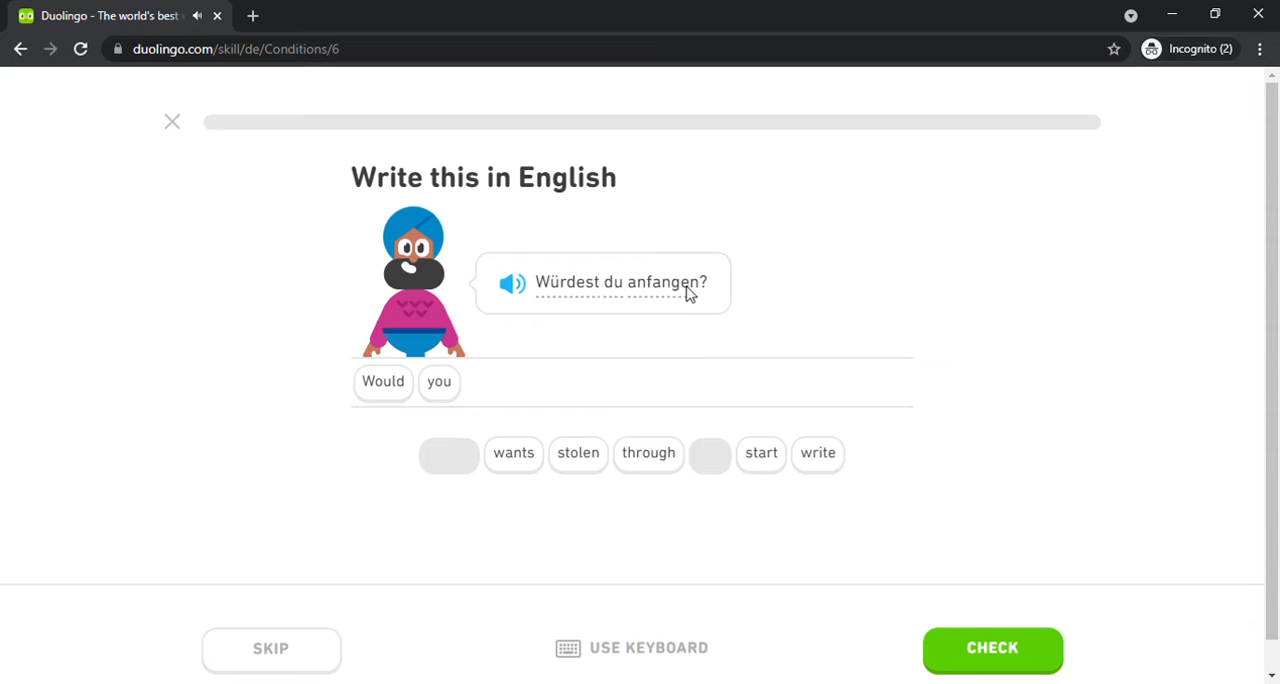 Duolingo - The world's best
duolingo.com/skill/de/Conditions/6
Incognito (2)
Write this in English
Würdest du anfangen?
Would you
wants stolen through start write
SKIP
USE KEYBOARD
CHECK